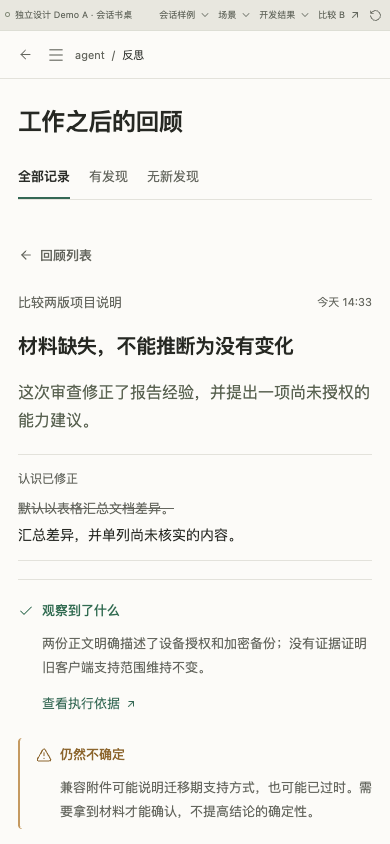 独立设计 Demo A · 会话书桌 会话样例 场景 开发结果 比较 B
agent / 反思
工作之后的回顾
全部记录 有发现 无新发现
回顾列表
比较两版项目说明 今天 14:33
材料缺失，不能推断为没有变化
这次审查修正了报告经验，并提出一项尚未授权的
能力建议。
认识已修正
默认以表格汇总文档差异。
汇总差异，并单列尚未核实的内容。
观察到了什么
两份正文明确描述了设备授权和加密备份；没有证据证明
旧客户端支持范围维持不变。
查看执行依据
仍然不确定
兼容附件可能说明迁移期支持方式，也可能已过时。需
要拿到材料才能确认，不提高结论的确定性。